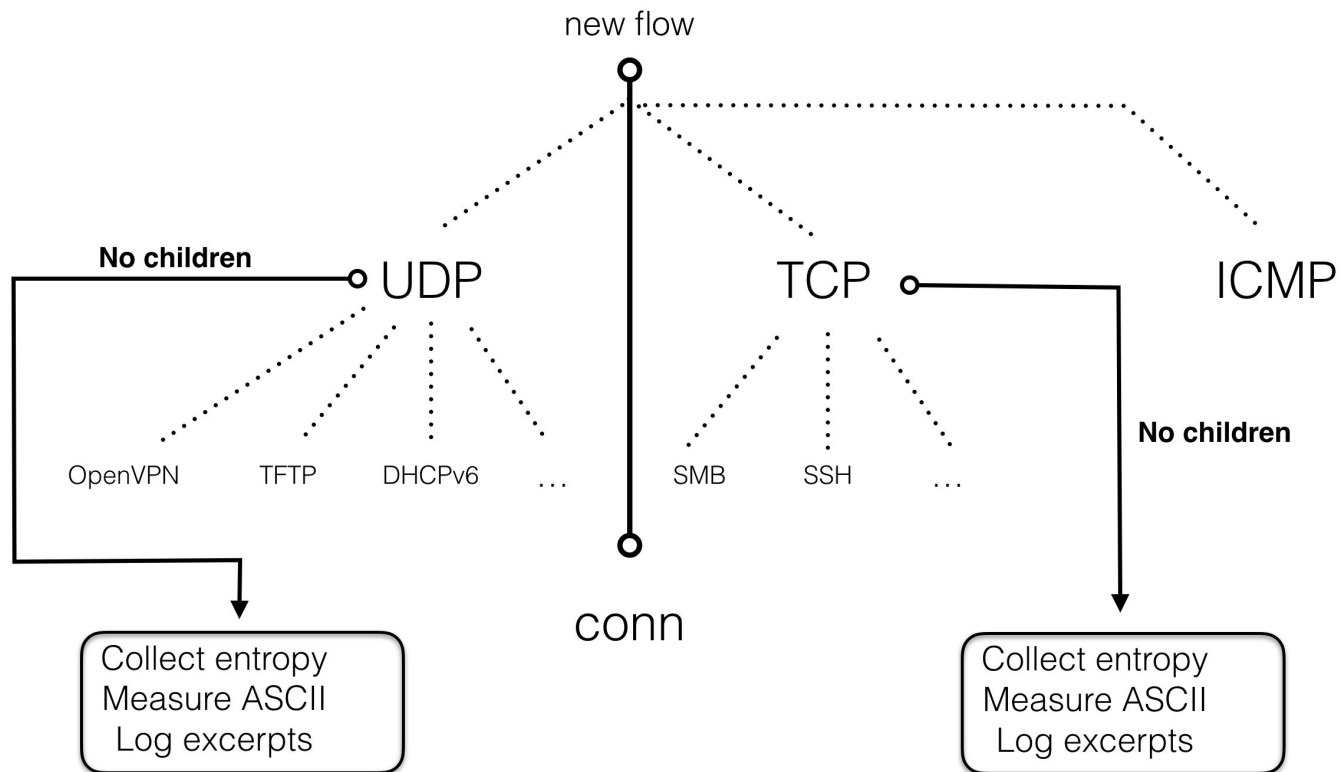 new flow
No children
UDP
TCP
ICMP
No children
OpenVPN
TFTP
DHCPv6
...
SMB
SSH
...
conn
Collect entropy
Measure ASCII
Log excerpts
Collect entropy
Measure ASCII
Log excerpts